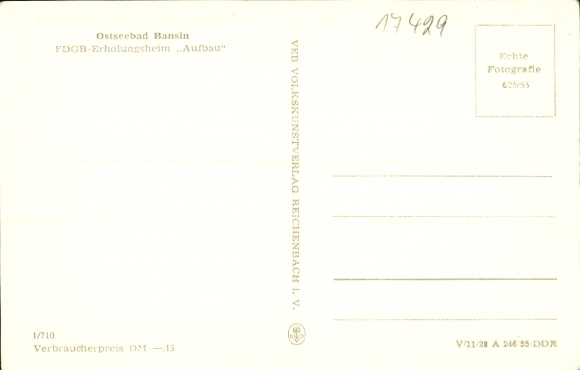 Ostseebad Bansin
FDGB-Erholungsheim „Aufbau“
17429
Echte
Fotografie
625/55
VEB VOLKSKUNSTVERLAG REICHENBACH I. V.
1/710
Verbraucherpreis DM —,15
V/11/28 A 246/55/DDR